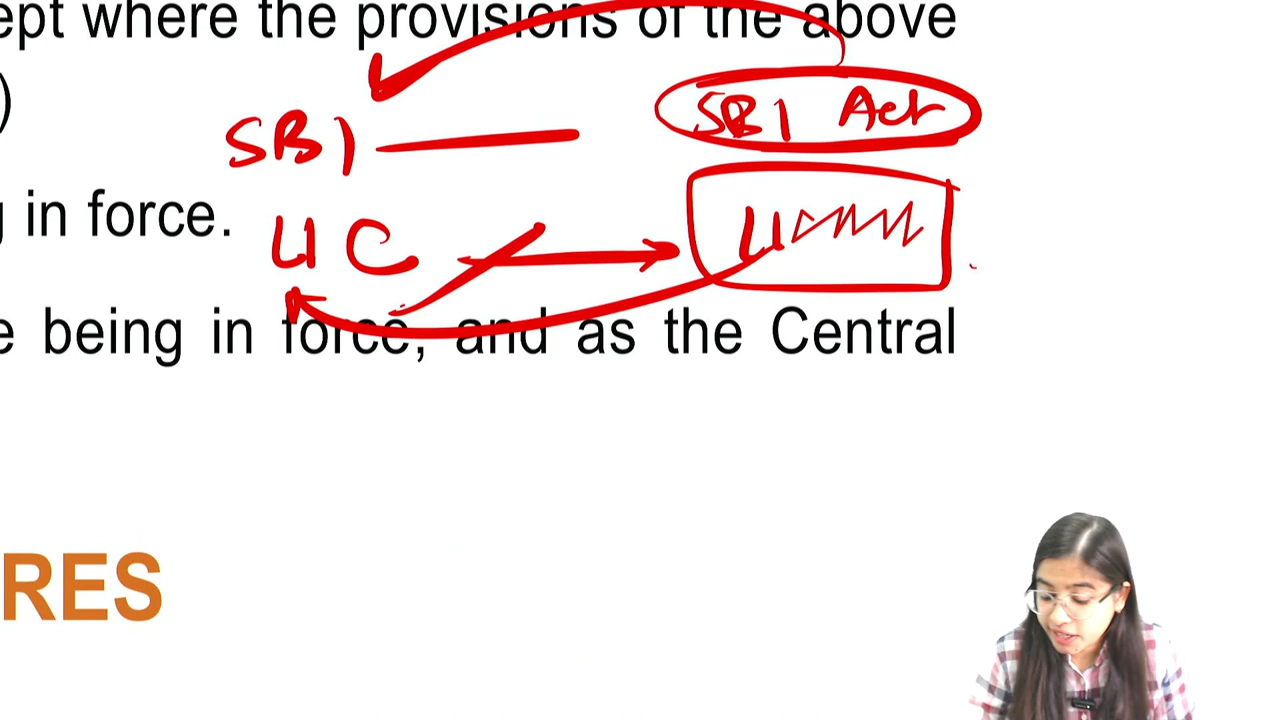 ept where the provisions of the above
)
SBI SBI Act
g in force.
LIC LI
e being in force, and as the Central
RES